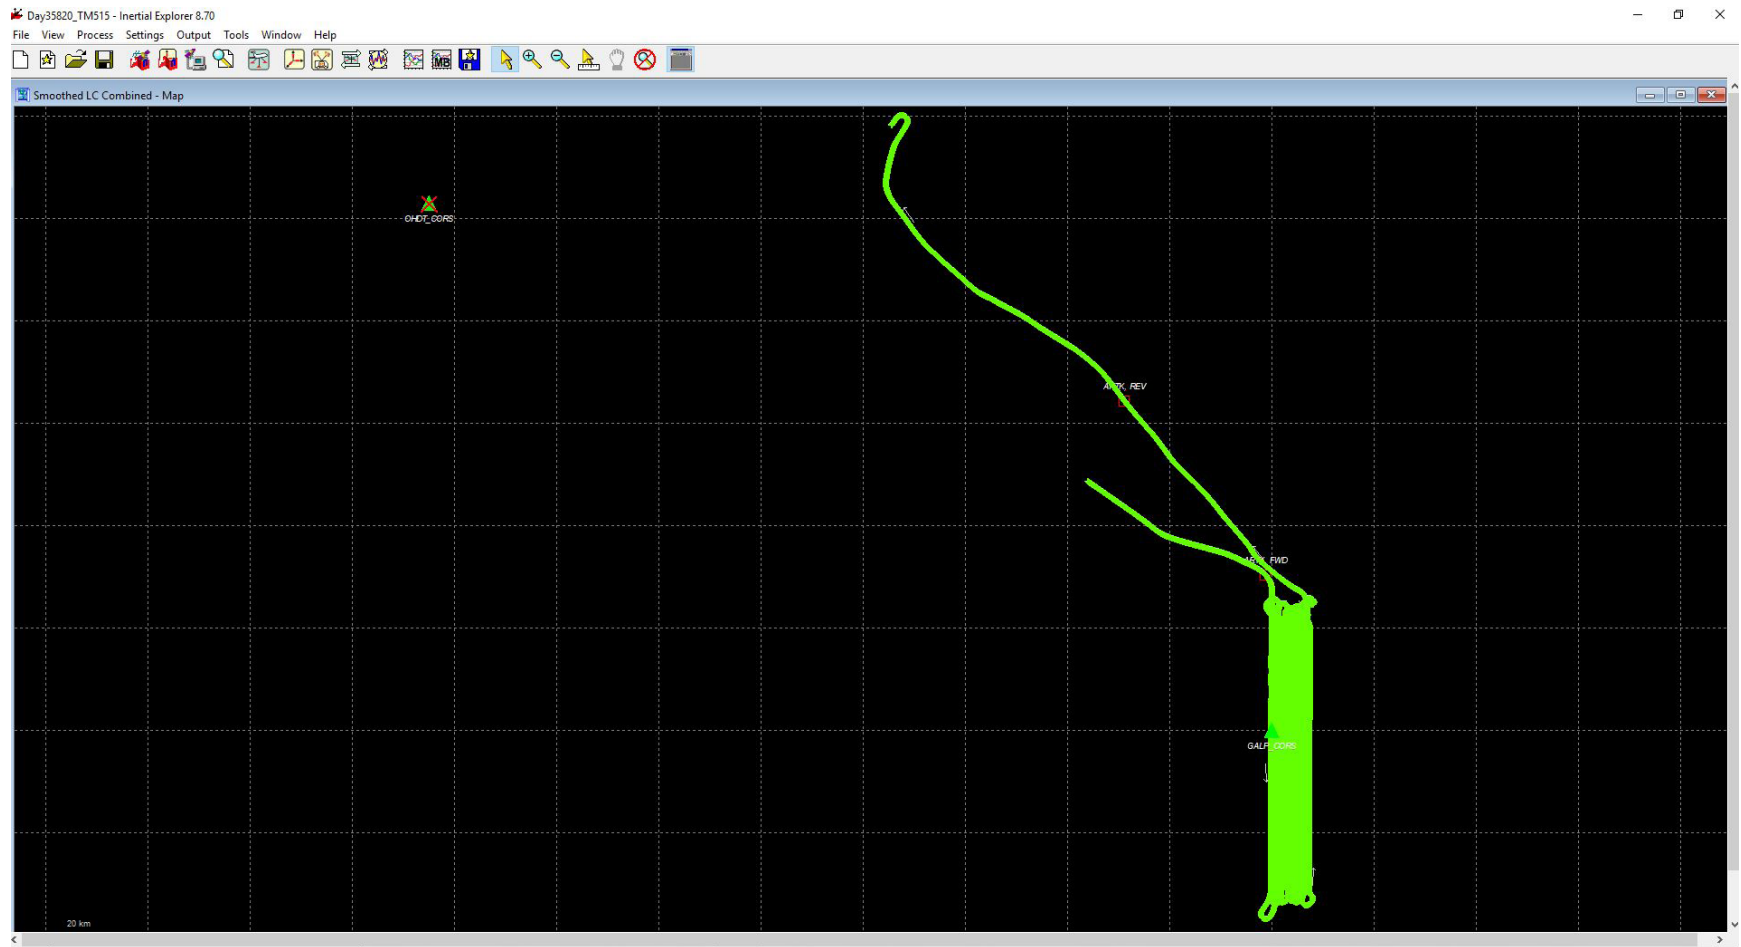 Day35820_TM515 - Inertial Explorer 8.70
File View Process Settings Output Tools Window Help
MB
Smoothed LC Combined - Map
OHDT_CORS
REV
FWD
GALP_CORS
20 km